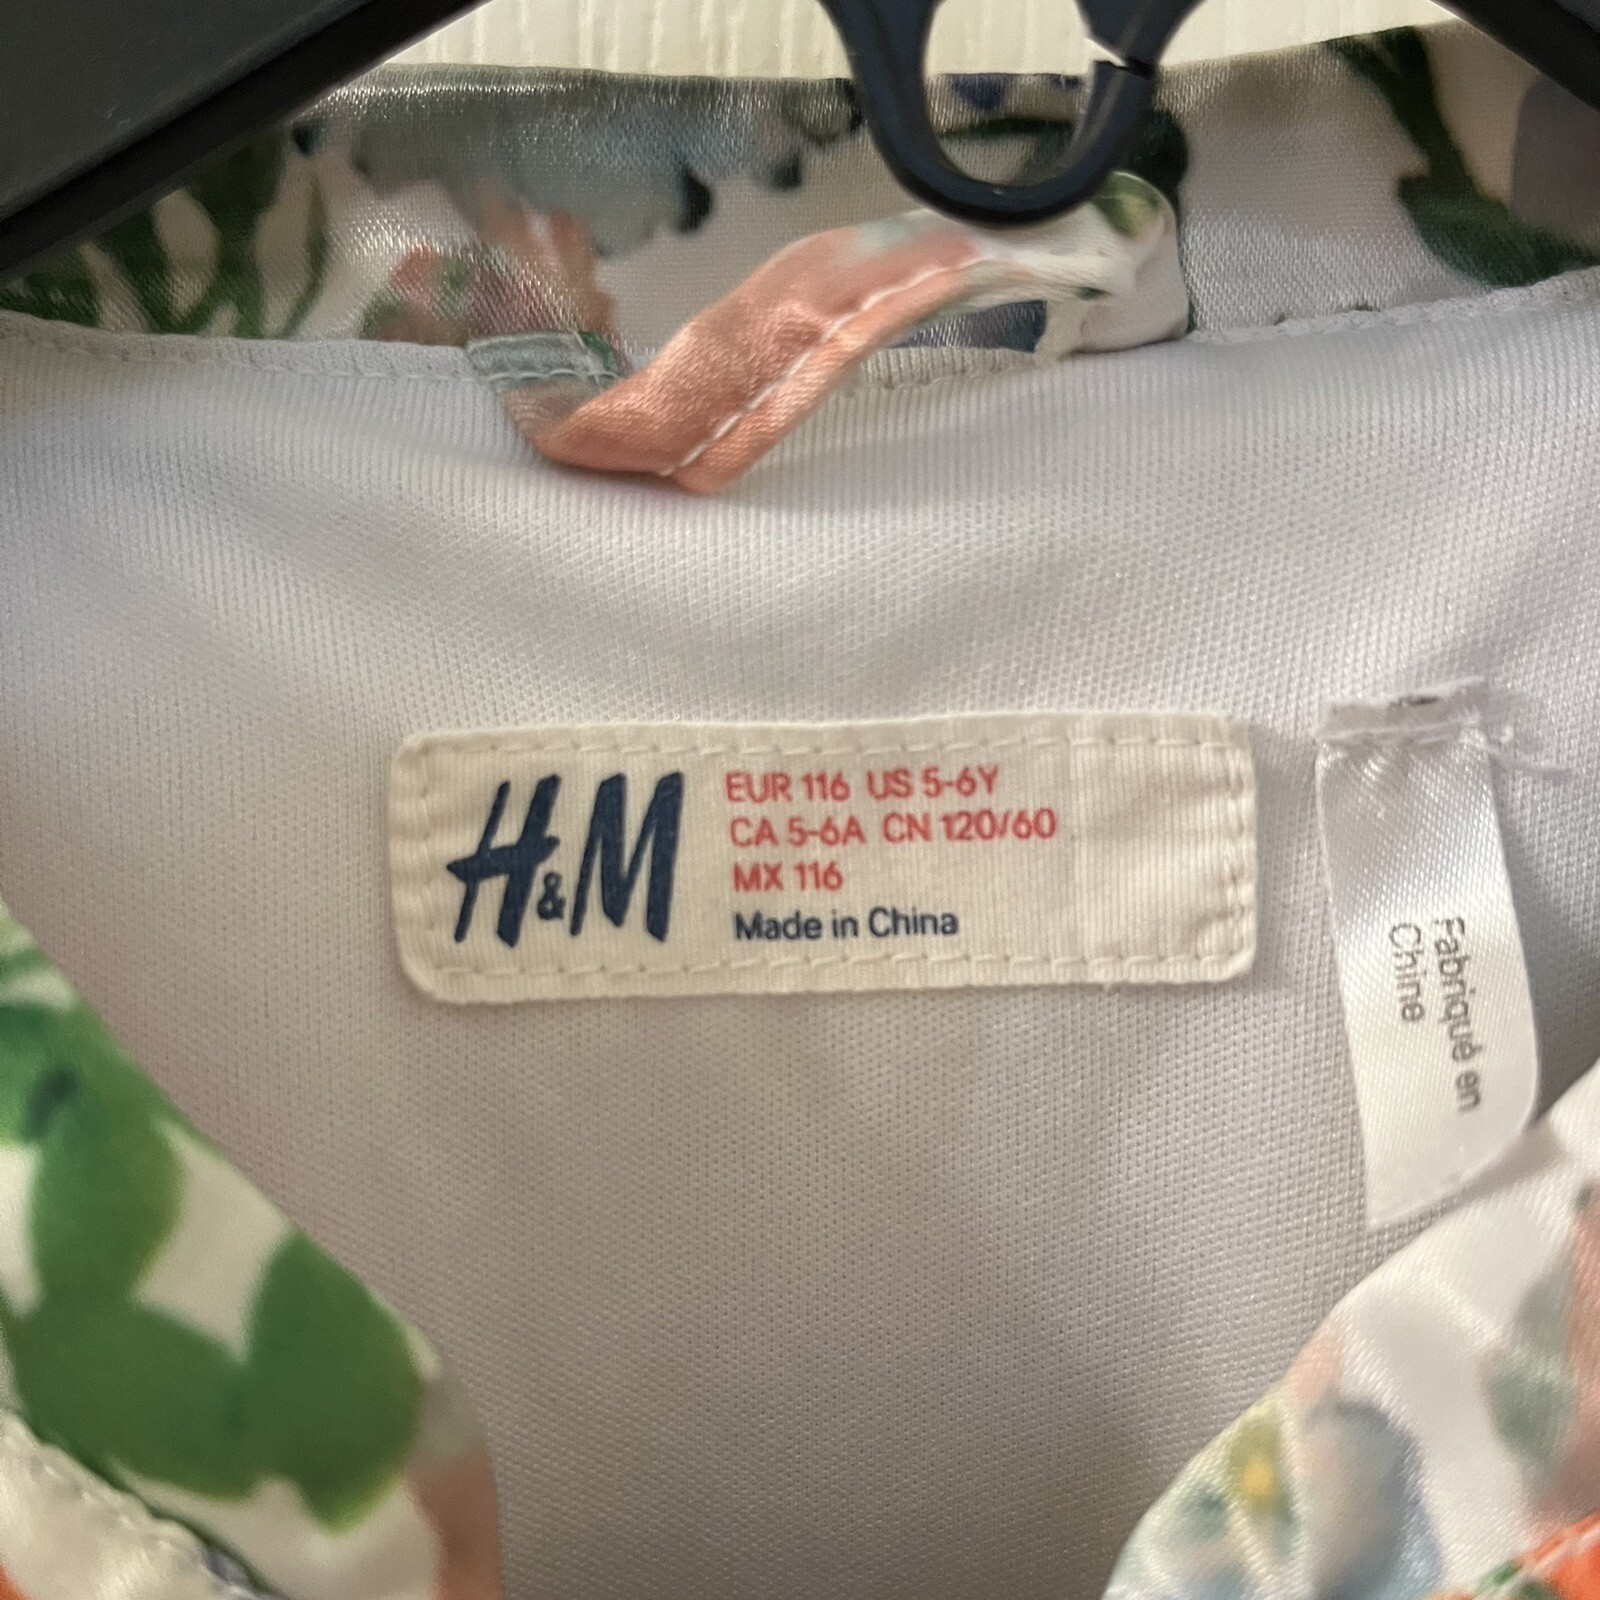 H&M
EUR 116 US 5-6Y
CA 5-6A CN 120/60
MX 116
Made in China
Fabriqué en
Chine